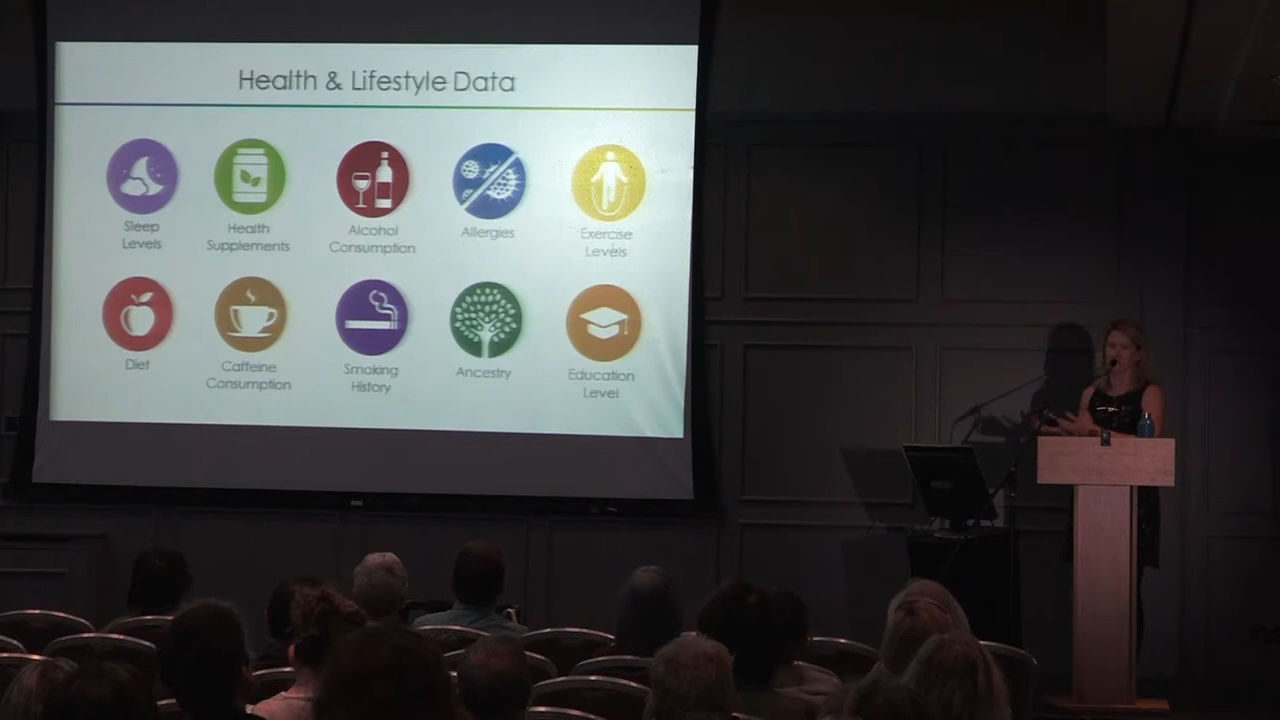 Health & Lifestyle Data
Sleep
Levels
Health
Supplements
Alcohol
Consumption
Allergies
Exercise
Levels
Diet
Caffeine
Consumption
Smoking
History
Ancestry
Education
Level